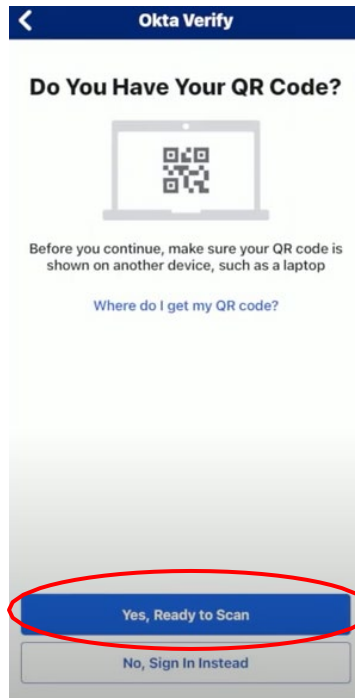 Okta Verify
Do You Have Your QR Code?
Before you continue, make sure your QR code is
shown on another device, such as a laptop
Where do I get my QR code?
Yes, Ready to Scan
No, Sign In Instead